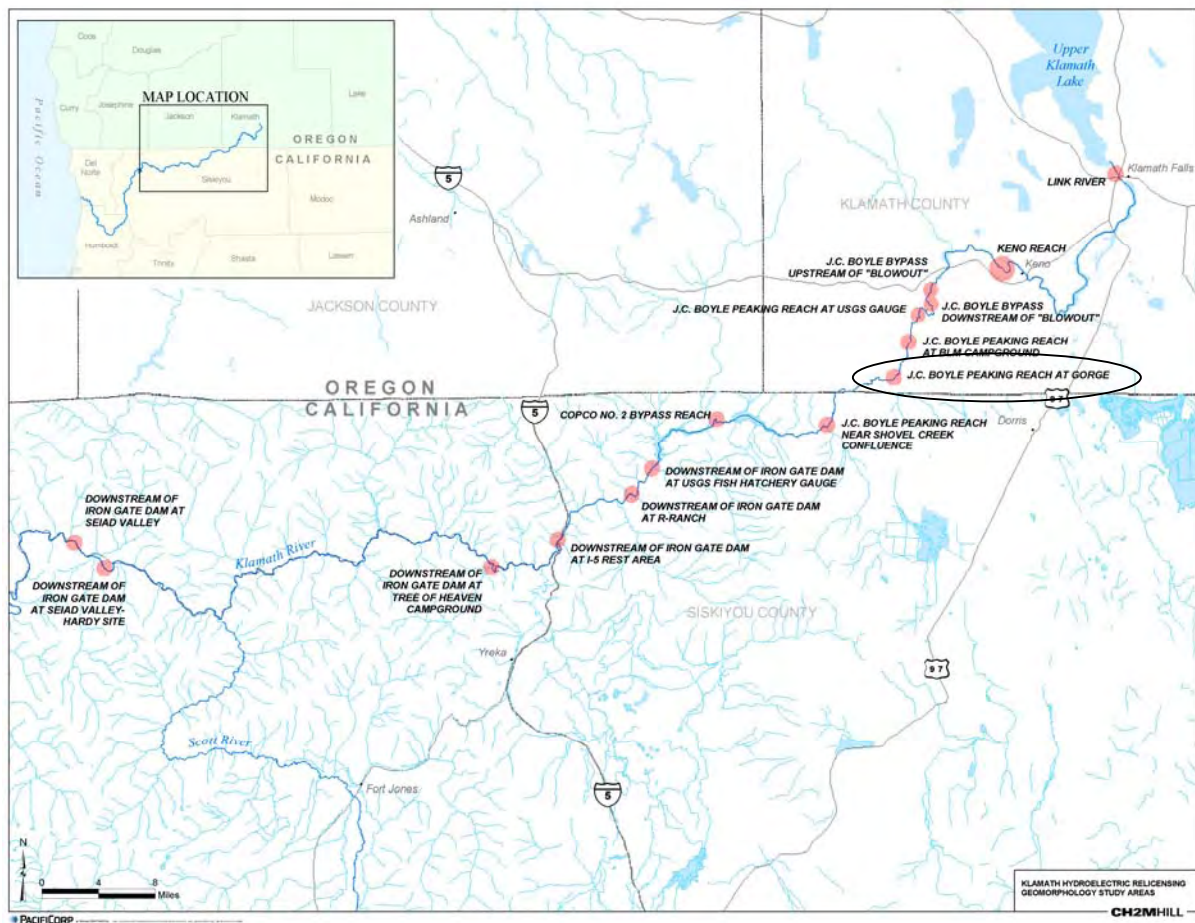 Coos
Douglas
Curry
Josephine
Jackson
Klamath
Lake
MAP LOCATION
Pacific Ocean
OREGON
CALIFORNIA
Del
Norte
Siskiyou
Modoc
Humboldt
Trinity
Shasta
Lassen
Upper
Klamath
Lake
5
Ashland
KLAMATH COUNTY
LINK RIVER
Klamath Falls
KENO REACH
Keno
J.C. BOYLE BYPASS
UPSTREAM OF "BLOWOUT"
JACKSON COUNTY
J.C. BOYLE PEAKING REACH AT USGS GAUGE
J.C. BOYLE BYPASS
DOWNSTREAM OF "BLOWOUT"
J.C. BOYLE PEAKING REACH
AT BLM CAMPGROUND
J.C. BOYLE PEAKING REACH AT GORGE
OREGON
CALIFORNIA
97
5
COPCO NO. 2 BYPASS REACH
Dorris
J.C. BOYLE PEAKING REACH
NEAR SHOVEL CREEK
CONFLUENCE
DOWNSTREAM OF IRON GATE DAM
AT USGS FISH HATCHERY GAUGE
DOWNSTREAM OF IRON GATE DAM
AT R-RANCH
DOWNSTREAM OF
IRON GATE DAM AT
SEIAD VALLEY
DOWNSTREAM OF IRON GATE DAM
AT I-5 REST AREA
Klamath River
DOWNSTREAM OF
IRON GATE DAM AT
TREE OF HEAVEN
CAMPGROUND
DOWNSTREAM OF
IRON GATE DAM
AT SEIAD VALLEY-
HARDY SITE
SISKIYOU COUNTY
Yreka
97
Scott River
Fort Jones
5
N
0 4 8
Miles
KLAMATH HYDROELECTRIC RELICENSING
GEOMORPHOLOGY STUDY AREAS
PACIFICORP
CH2MHILL